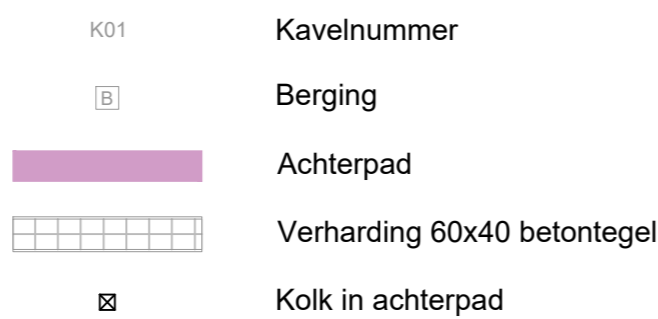 K01 Kavelnummer
B Berging
Achterpad
Verharding 60x40 betontegel
Kolk in achterpad